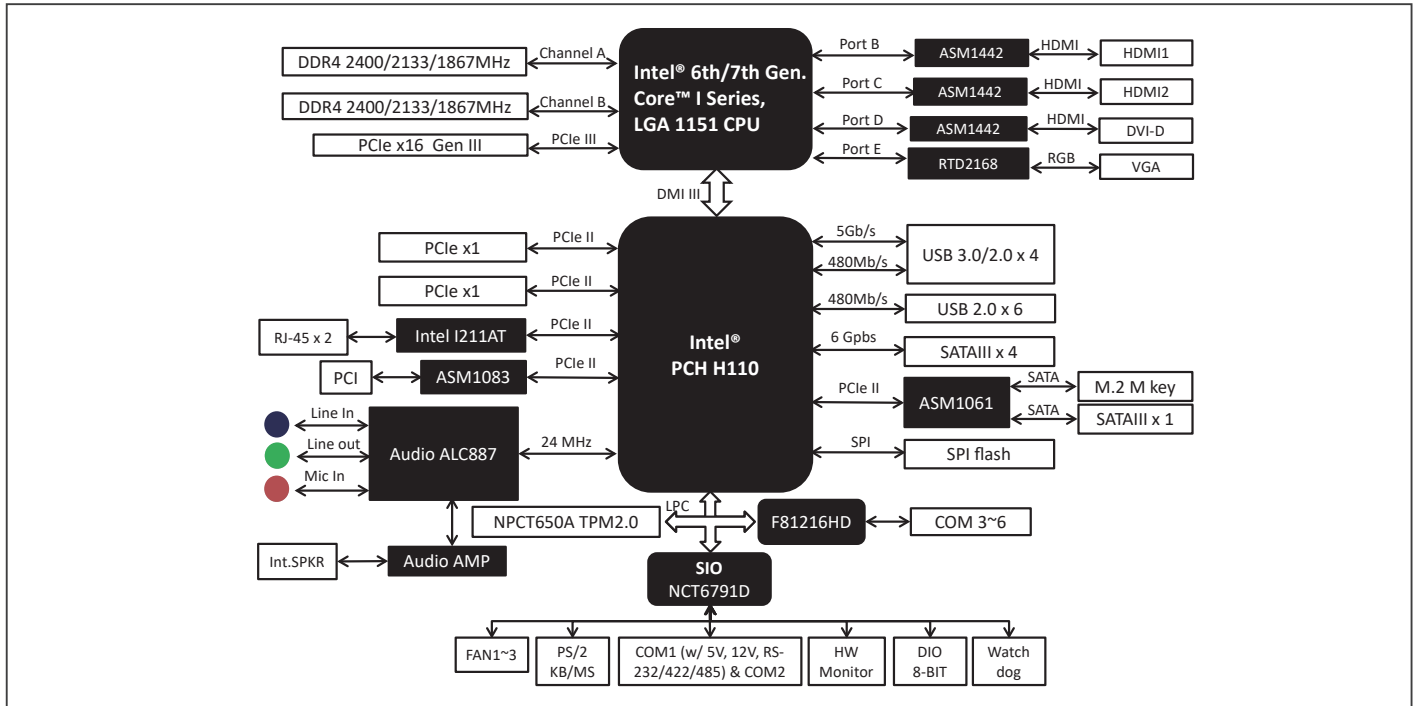 DDR4 2400/2133/1867MHz
Channel A
DDR4 2400/2133/1867MHz
Channel B
PCIe x16 Gen III
PCIe III
Intel® 6th/7th Gen.
Core™ I Series,
LGA 1151 CPU
Port B
ASM1442
HDMI
HDMI1
Port C
ASM1442
HDMI
HDMI2
Port D
ASM1442
HDMI
DVI-D
Port E
RTD2168
RGB
VGA
DMI III
PCIe x1
PCIe II
PCIe x1
PCIe II
RJ-45 x 2
Intel I211AT
PCIe II
PCI
ASM1083
PCIe II
Line In
Line out
Mic In
Audio ALC887
24 MHz
Int.SPKR
Audio AMP
Intel®
PCH H110
5Gb/s
480Mb/s
USB 3.0/2.0 x 4
480Mb/s
USB 2.0 x 6
6 Gpbs
SATAIII x 4
PCIe II
ASM1061
SATA
M.2 M key
SATA
SATAIII x 1
SPI
SPI flash
LPC
NPCT650A TPM2.0
F81216HD
COM 3~6
SIO
NCT6791D
FAN1~3
PS/2
KB/MS
COM1 (w/ 5V, 12V, RS-
232/422/485) & COM2
HW
Monitor
DIO
8-BIT
Watch
dog